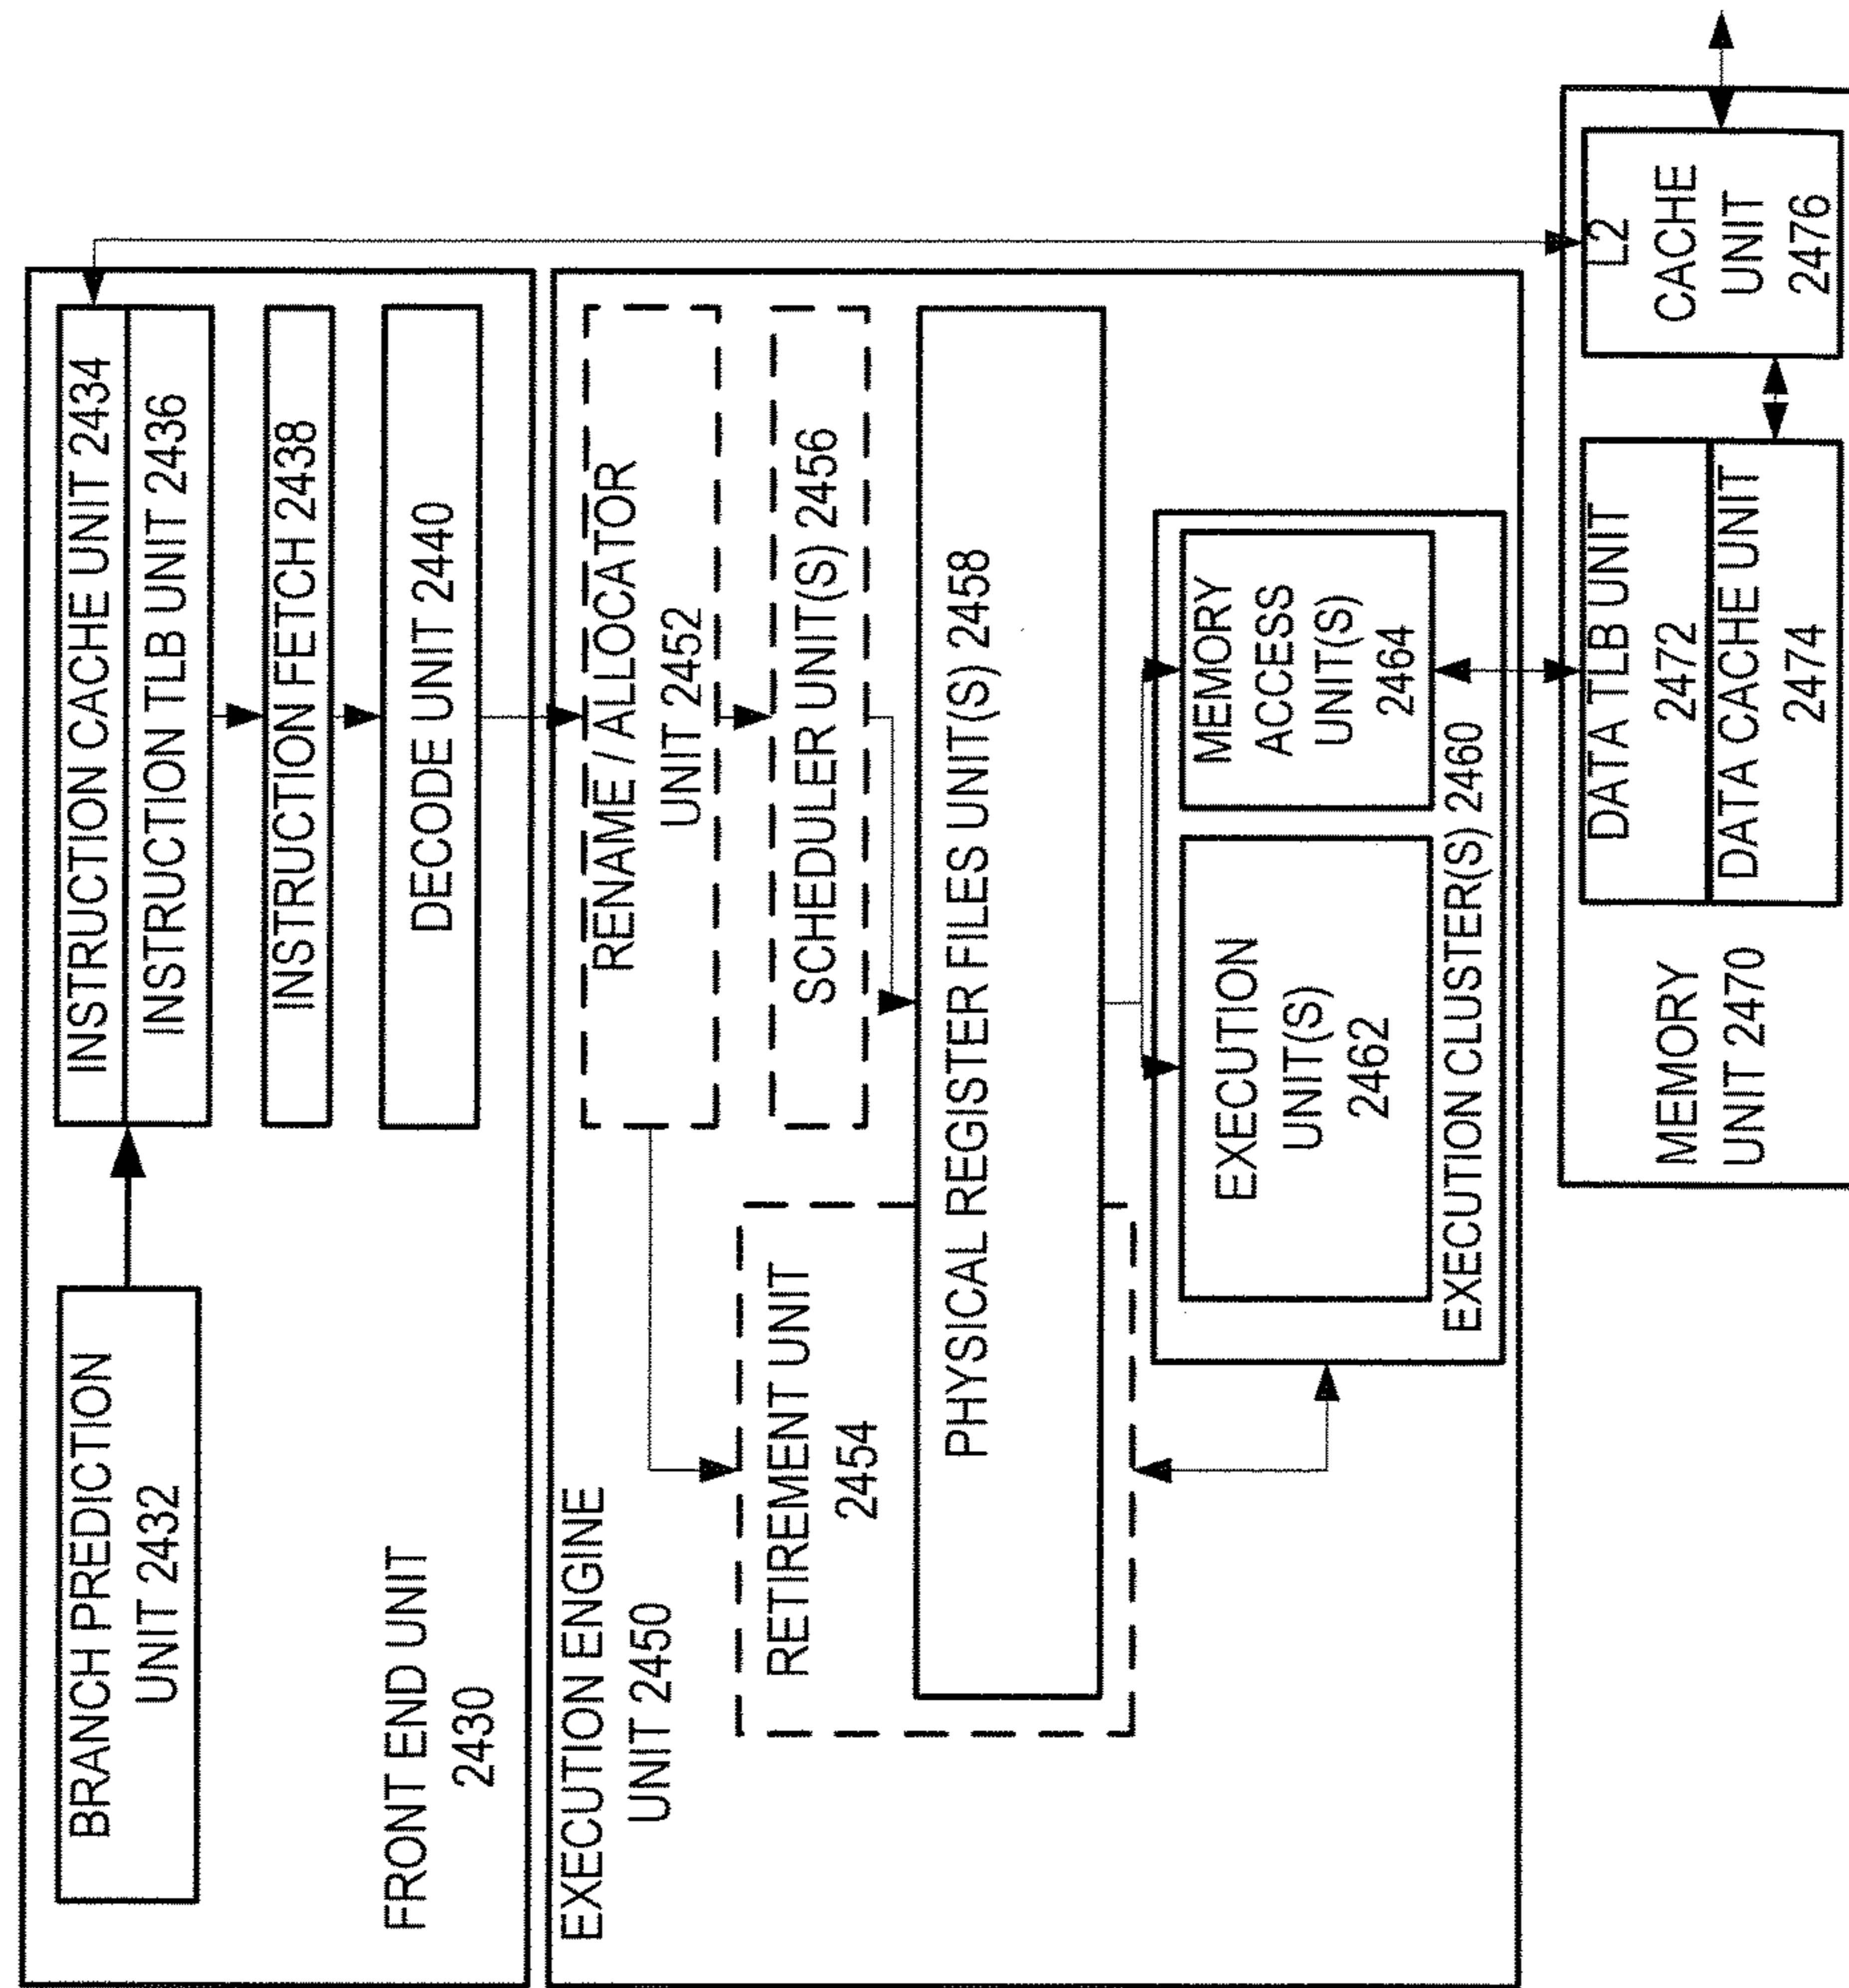 BRANCH PREDICTION
UNIT 2432
INSTRUCTION CACHE UNIT 2434
INSTRUCTION TLB UNIT 2436
INSTRUCTION FETCH 2438
DECODE UNIT 2440
FRONT END UNIT
2430
EXECUTION ENGINE
UNIT 2450
RENAME / ALLOCATOR
UNIT 2452
SCHEDULER UNIT(S) 2456
RETIREMENT UNIT
2454
PHYSICAL REGISTER FILES UNIT(S) 2458
EXECUTION
UNIT(S)
2462
MEMORY
ACCESS
UNIT(S)
2464
EXECUTION CLUSTER(S) 2460
MEMORY
UNIT 2470
DATA TLB UNIT
2472
DATA CACHE UNIT
2474
L2
CACHE
UNIT
2476